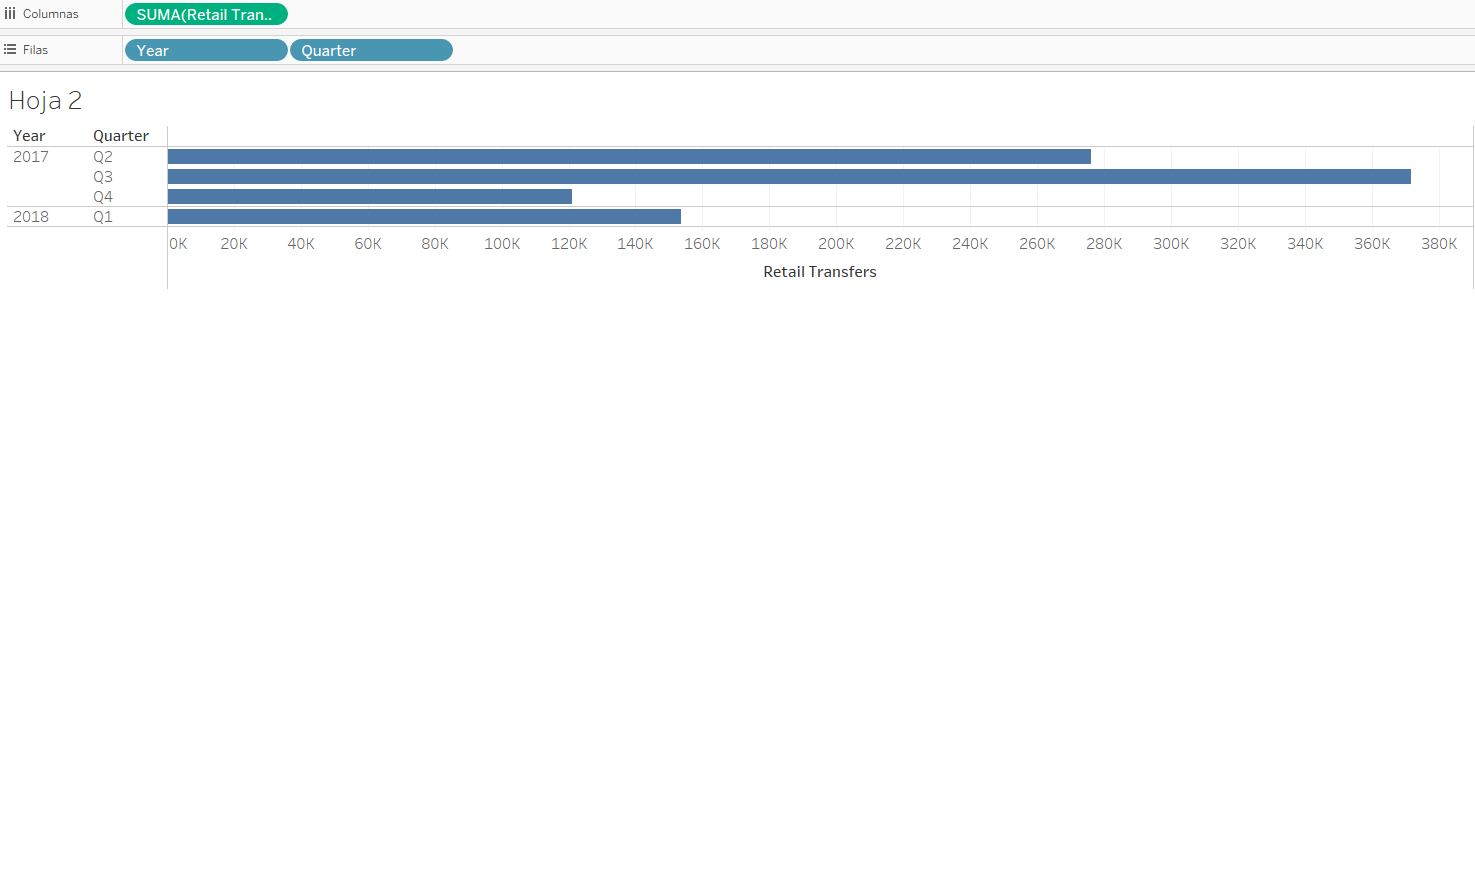 Columnas SUMA(Retail Tran..
Filas Year Quarter
Hoja 2
Year Quarter
2017 Q2
Q3
Q4
2018 Q1
0K 20K 40K 60K 80K 100K 120K 140K 160K 180K 200K 220K 240K 260K 280K 300K 320K 340K 360K 380K
Retail Transfers